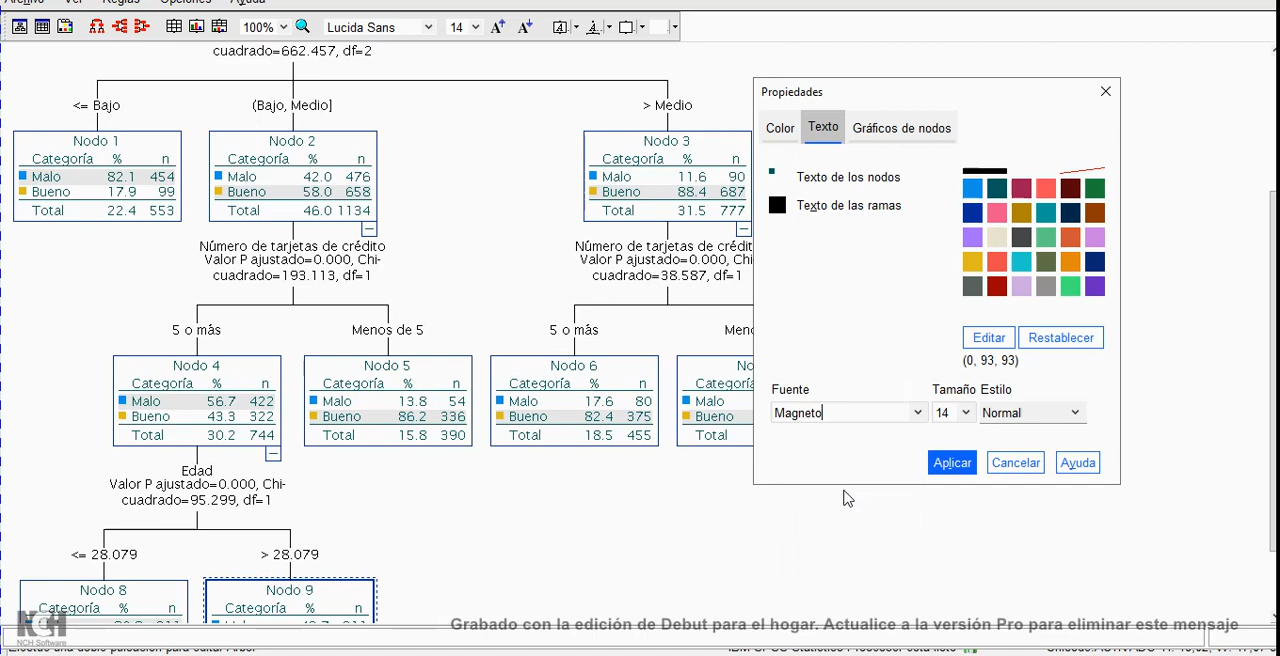 Archivo Ver Reglas Opciones Ayuda
100% Lucida Sans 14
cuadrado=662.457, df=2
<= Bajo (Bajo, Medio] > Medio
Nodo 1
Categoría % n
Malo 82.1 454
Bueno 17.9 99
Total 22.4 553
Nodo 2
Categoría % n
Malo 42.0 476
Bueno 58.0 658
Total 46.0 1134
Nodo 3
Categoría % n
Malo 11.6 90
Bueno 88.4 687
Total 31.5 777
Número de tarjetas de crédito
Valor P ajustado=0.000, Chi-
cuadrado=193.113, df=1
Número de tarjetas de crédit
Valor P ajustado=0.000, Chi-
cuadrado=38.587, df=1
5 o más Menos de 5 5 o más Meno
Nodo 4
Categoría % n
Malo 56.7 422
Bueno 43.3 322
Total 30.2 744
Nodo 5
Categoría % n
Malo 13.8 54
Bueno 86.2 336
Total 15.8 390
Nodo 6
Categoría % n
Malo 17.6 80
Bueno 82.4 375
Total 18.5 455
Categorí
Malo
Bueno
Total
Edad
Valor P ajustado=0.000, Chi-
cuadrado=95.299, df=1
<= 28.079 > 28.079
Nodo 8
Categoría % n
Nodo 9
Categoría % n
Propiedades
Color Texto Gráficos de nodos
Texto de los nodos
Texto de las ramas
Editar Restablecer
(0, 93, 93)
Fuente Tamaño Estilo
Magneto 14 Normal
Aplicar Cancelar Ayuda
NCH
NCH Software
Grabado con la edición de Debut para el hogar. Actualice a la versión Pro para eliminar este mensaje